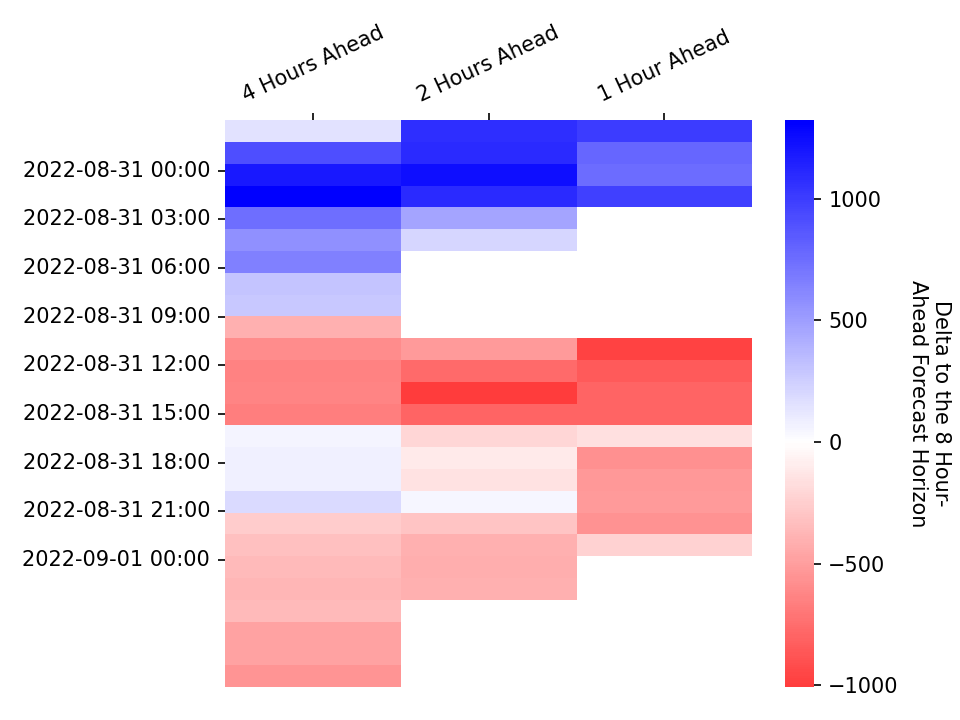 4 Hours Ahead
2 Hours Ahead
1 Hour Ahead
2022-08-31 00:00
2022-08-31 03:00
2022-08-31 06:00
2022-08-31 09:00
2022-08-31 12:00
2022-08-31 15:00
2022-08-31 18:00
2022-08-31 21:00
2022-09-01 00:00
1000
500
0
−500
−1000
Delta to the 8 Hour-
Ahead Forecast Horizon